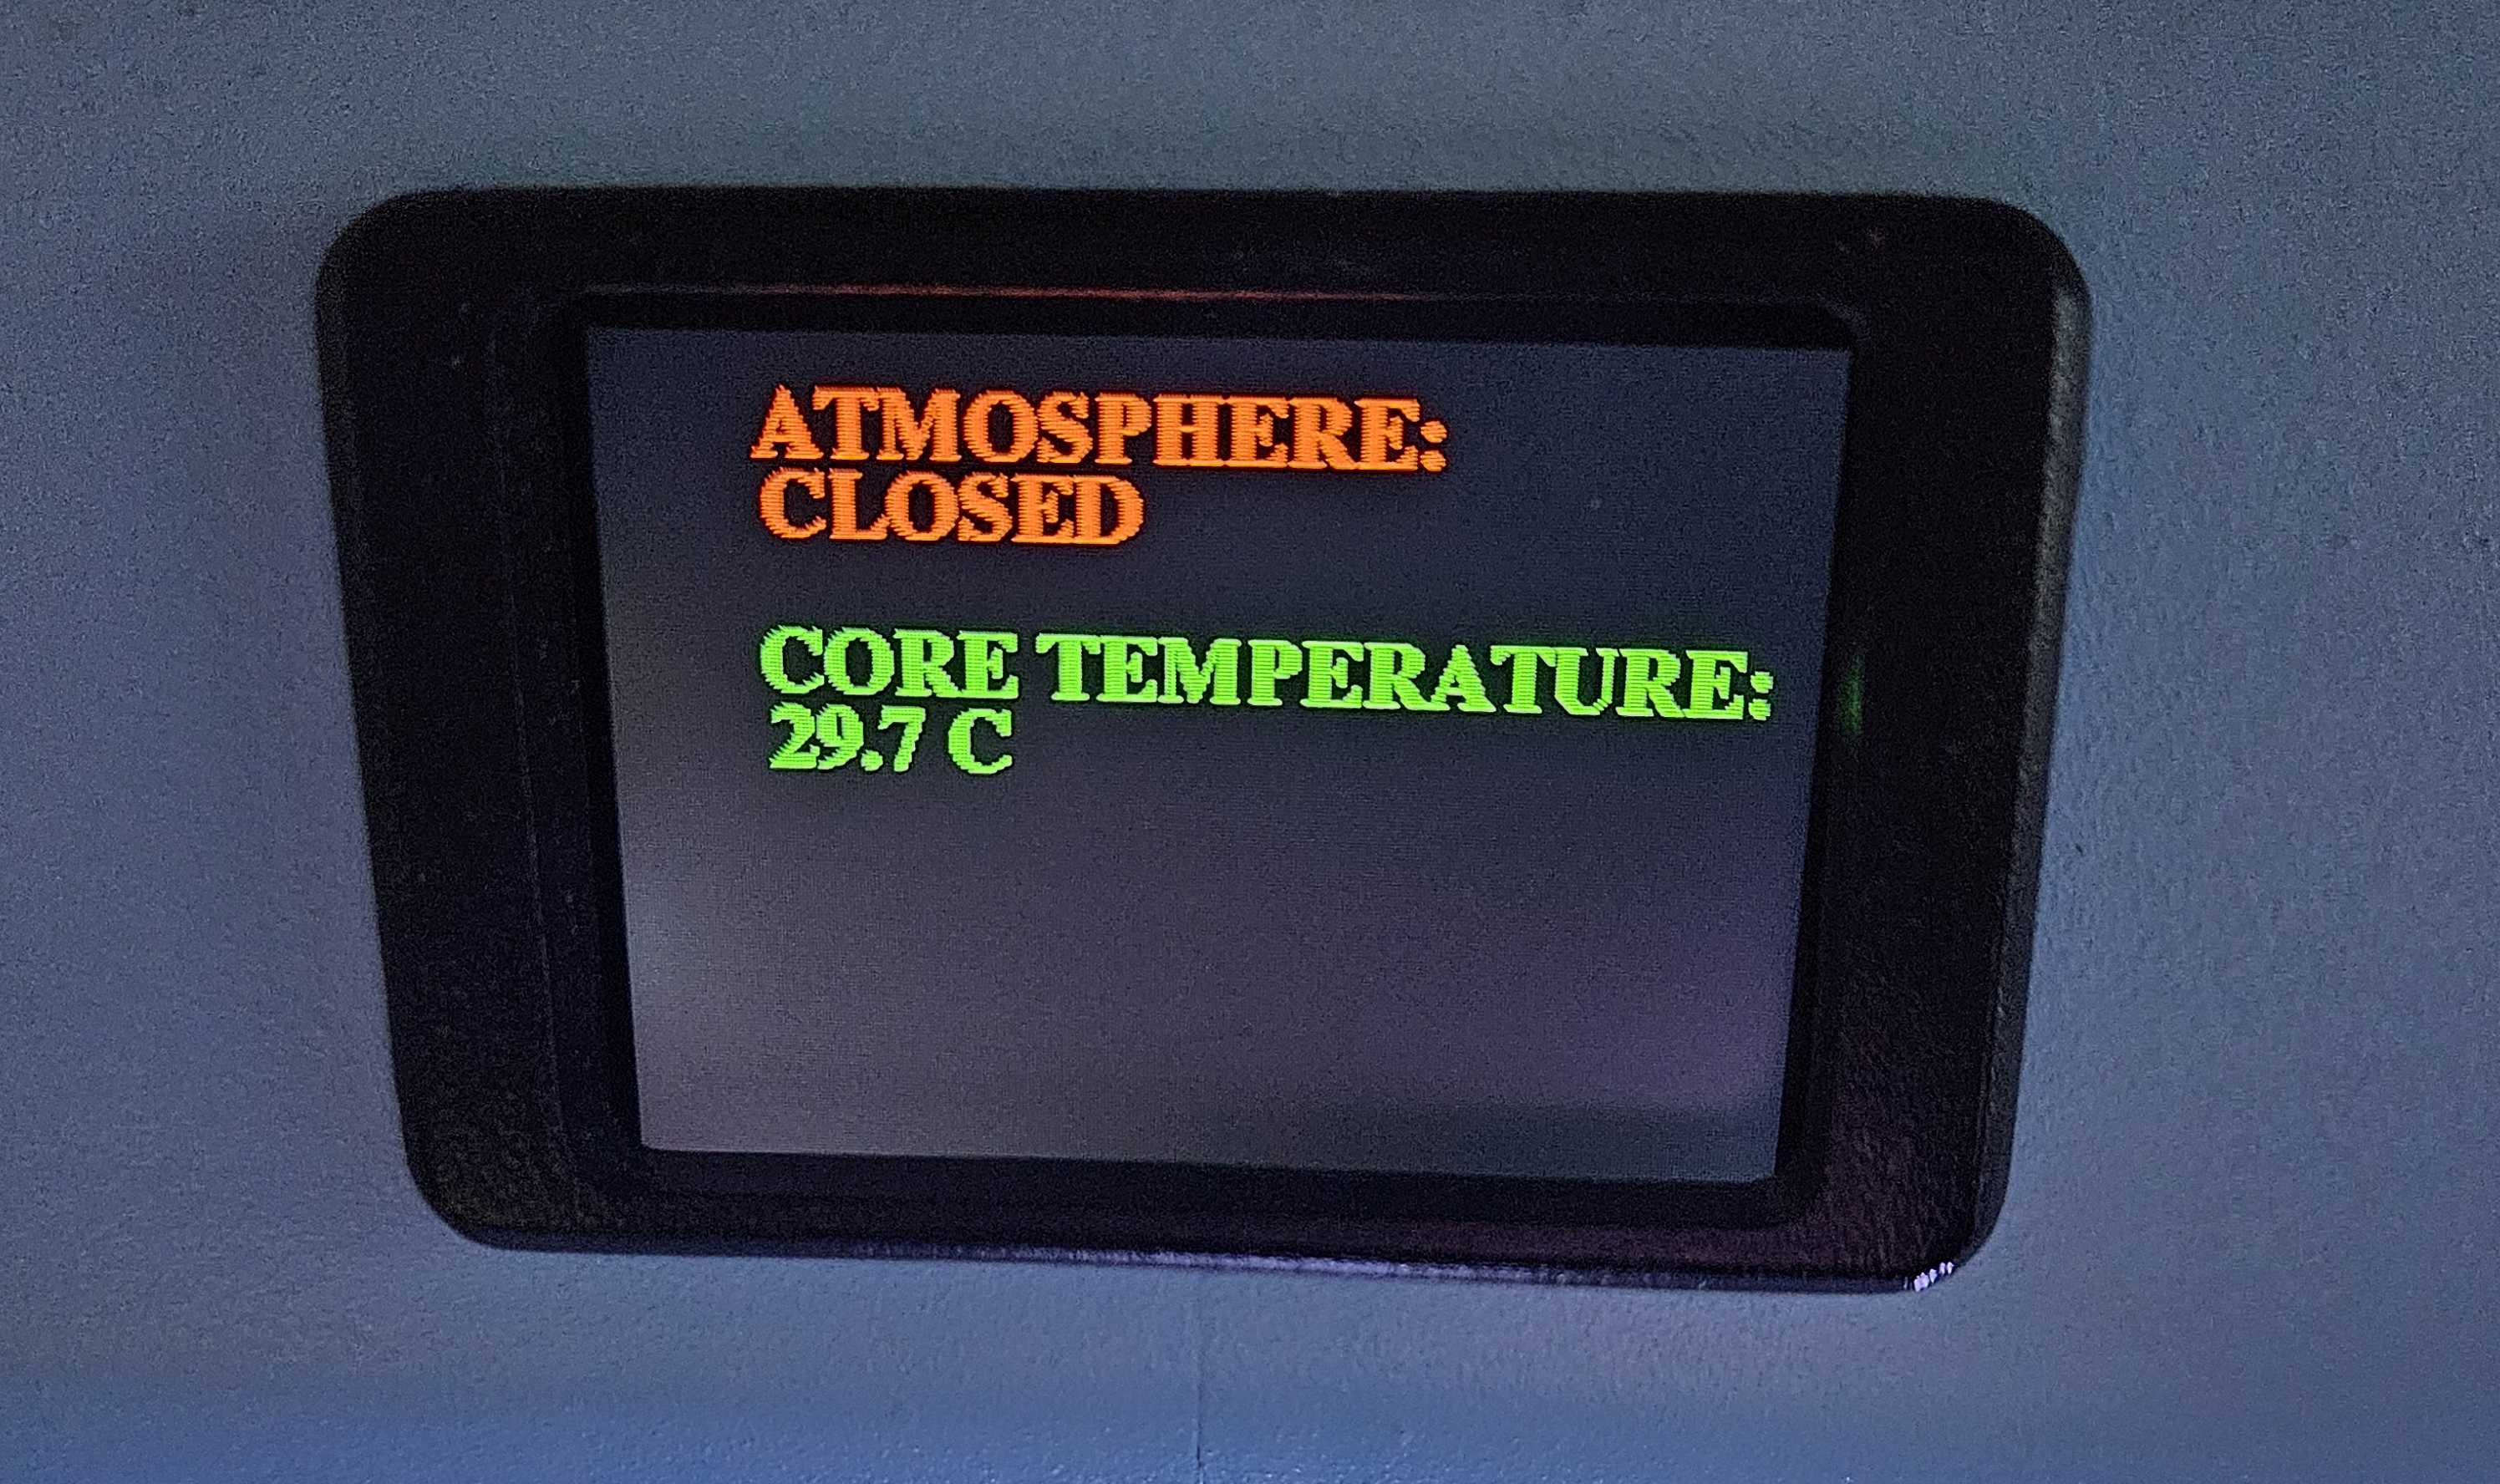 ATMOSPHERE:
CLOSED
CORE TEMPERATURE:
29.7 C